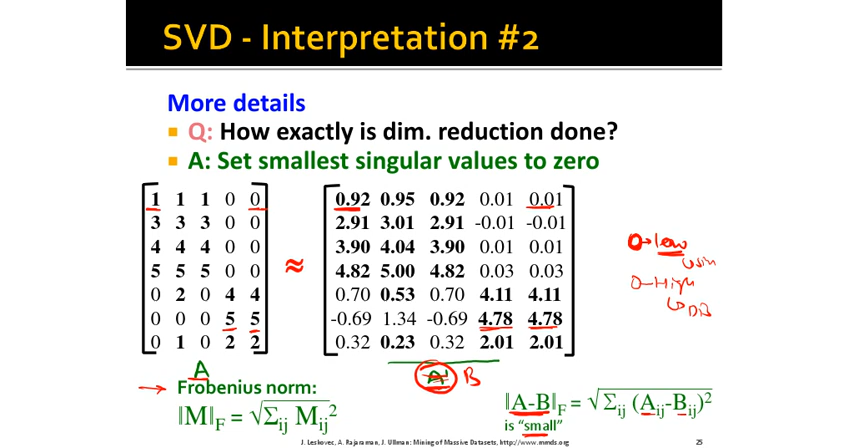 SVD - Interpretation #2
More details
Q: How exactly is dim. reduction done?
A: Set smallest singular values to zero
1 1 1 0 0
3 3 3 0 0
4 4 4 0 0
5 5 5 0 0
0 2 0 4 4
0 0 0 5 5
0 1 0 2 2
≈
0.92 0.95 0.92 0.01 0.01
2.91 3.01 2.91 -0.01 -0.01
3.90 4.04 3.90 0.01 0.01
4.82 5.00 4.82 0.03 0.03
0.70 0.53 0.70 4.11 4.11
-0.69 1.34 -0.69 4.78 4.78
0.32 0.23 0.32 2.01 2.01
0→low
0-High
A
B
Frobenius norm:
‖M‖F = √Σij Mij²
‖A-B‖F = √Σij (Aij-Bij)²
is "small"
J. Leskovec, A. Rajaraman, J. Ullman: Mining of Massive Datasets, http://www.mmds.org
25